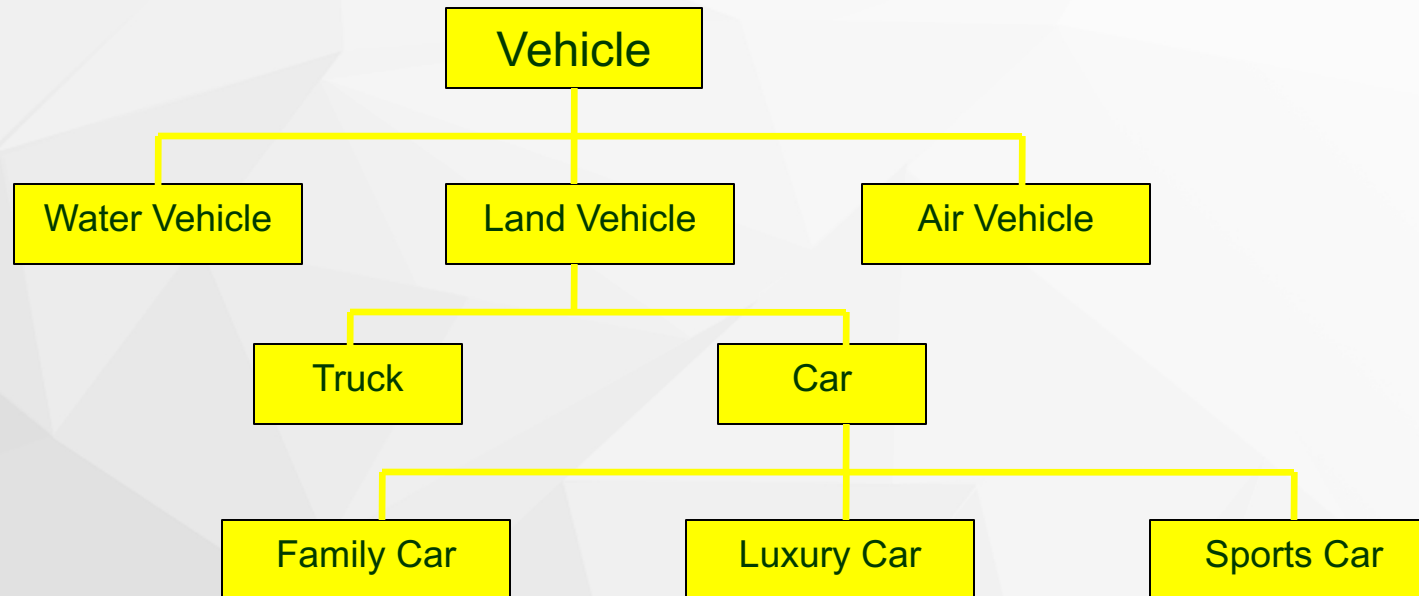 Vehicle
Water Vehicle
Land Vehicle
Air Vehicle
Truck
Car
Family Car
Luxury Car
Sports Car